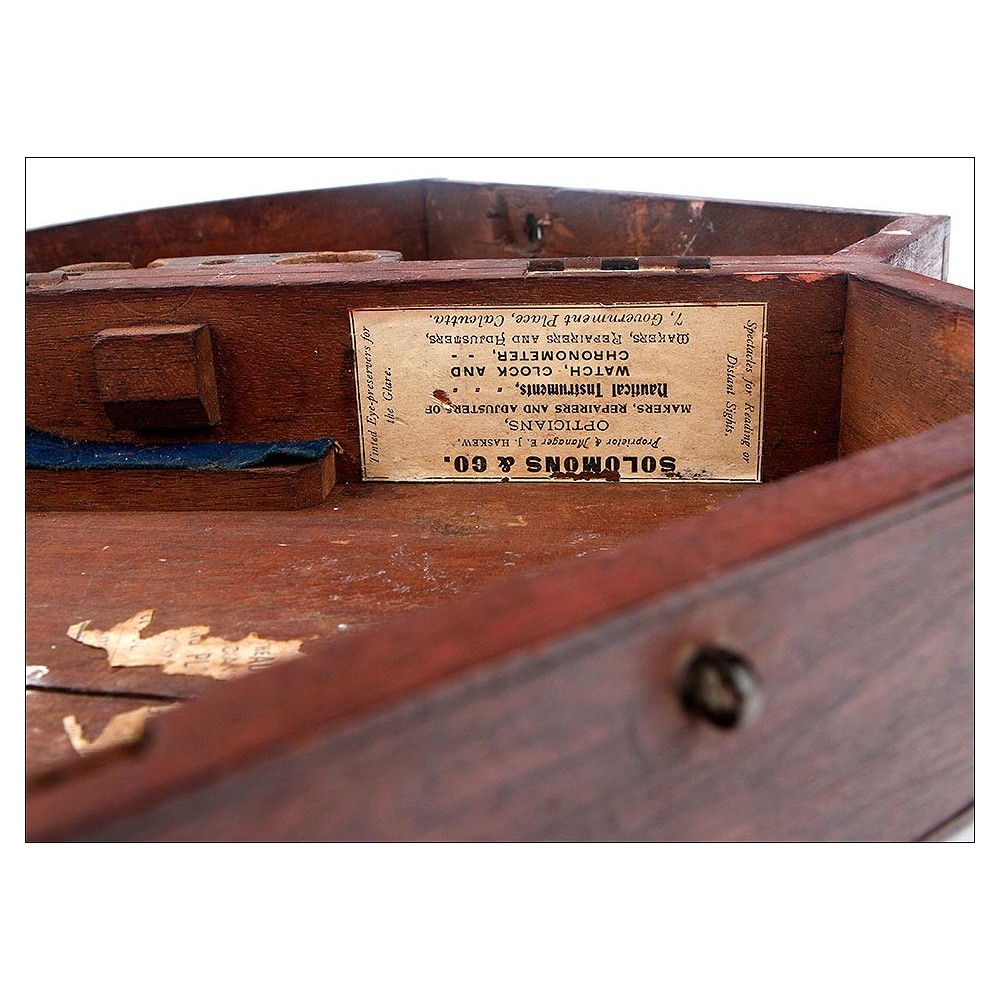 SOLOMONS & CO.
Proprietor & Manager E. J. HASKEW.
OPTICIANS,
MAKERS, REPAIRERS AND ADJUSTERS OF
Nautical Instruments,
WATCH, CLOCK AND
CHRONOMETER,
MAKERS, REPAIRERS AND ADJUSTERS,
7, Government Place, Calcutta.
Spectacles for Reading or
Distant Sights.
Tinted Eye-preservers for
the Glare.
PL